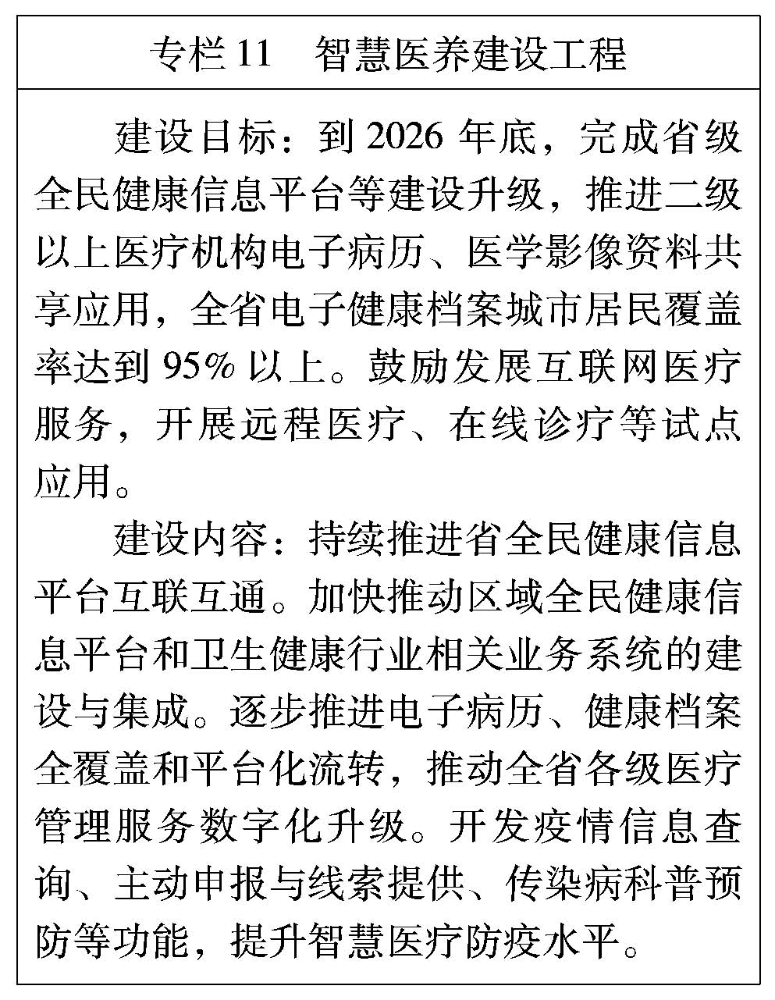 专栏 11 智慧医养建设工程
建设目标：到 2026 年底，完成省级
全民健康信息平台等建设升级，推进二级
以上医疗机构电子病历、医学影像资料共
享应用，全省电子健康档案城市居民覆盖
率达到 95% 以上。鼓励发展互联网医疗
服务，开展远程医疗、在线诊疗等试点
应用。
建设内容：持续推进省全民健康信息
平台互联互通。加快推动区域全民健康信
息平台和卫生健康行业相关业务系统的建
设与集成。逐步推进电子病历、健康档案
全覆盖和平台化流转，推动全省各级医疗
管理服务数字化升级。开发疫情信息查
询、主动申报与线索提供、传染病科普预
防等功能，提升智慧医疗防疫水平。